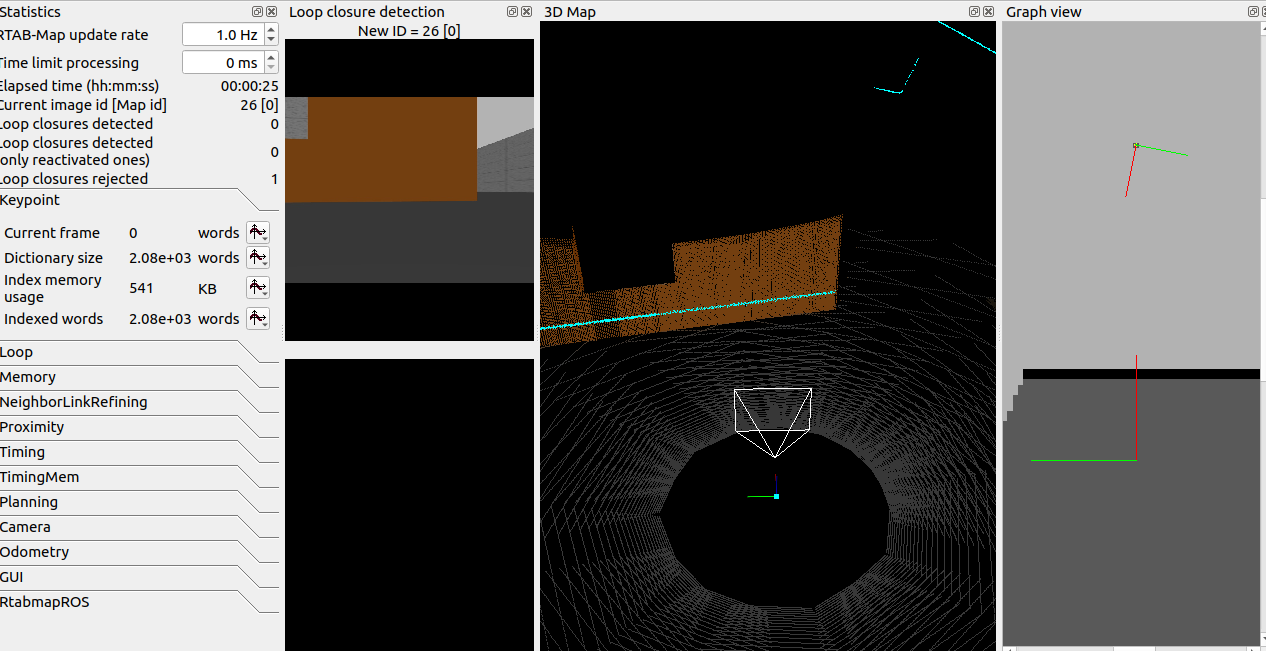 Statistics
RTAB-Map update rate 1.0 Hz
Time limit processing 0 ms
Elapsed time (hh:mm:ss) 00:00:25
Current image id [Map id] 26 [0]
Loop closures detected 0
Loop closures detected
(only reactivated ones) 0
Loop closures rejected 1
Keypoint
Current frame 0 words
Dictionary size 2.08e+03 words
Index memory
usage 541 KB
Indexed words 2.08e+03 words
Loop
Memory
NeighborLinkRefining
Proximity
Timing
TimingMem
Planning
Camera
Odometry
GUI
RtabmapROS
Loop closure detection
New ID = 26 [0]
3D Map
Graph view